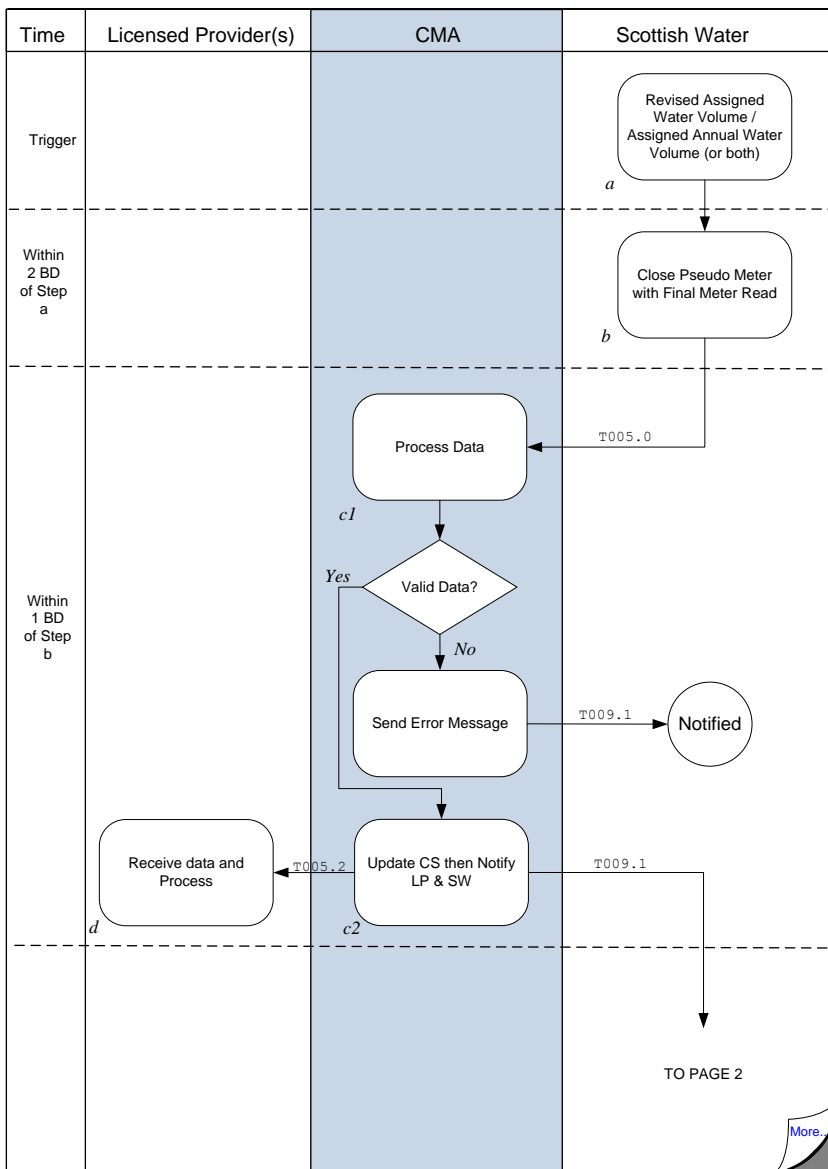 Time
Licensed Provider(s)
CMA
Scottish Water
Trigger
Revised Assigned
Water Volume /
Assigned Annual Water
Volume (or both)
a
Within
2 BD
of Step
a
Close Pseudo Meter
with Final Meter Read
b
Within
1 BD
of Step
b
Process Data
T005.0
c1
Valid Data?
Yes
No
Send Error Message
T009.1
Notified
Receive data and
Process
d
T005.2
Update CS then Notify
LP & SW
c2
T009.1
TO PAGE 2
More..